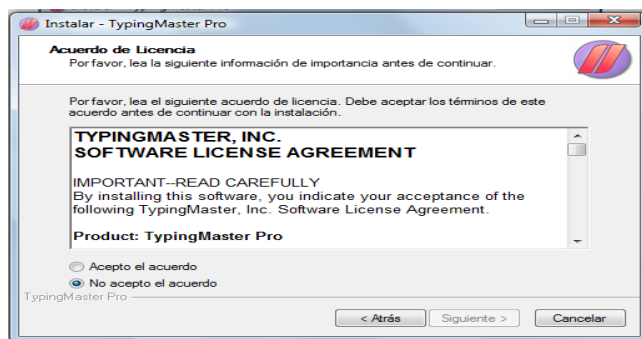 Instalar - TypingMaster Pro
Acuerdo de Licencia
Por favor, lea la siguiente información de importancia antes de continuar.
Por favor, lea el siguiente acuerdo de licencia. Debe aceptar los términos de este
acuerdo antes de continuar con la instalación.
TYPINGMASTER, INC.
SOFTWARE LICENSE AGREEMENT
IMPORTANT--READ CAREFULLY
By installing this software, you indicate your acceptance of the
following TypingMaster, Inc. Software License Agreement.
Product: TypingMaster Pro
Acepto el acuerdo
No acepto el acuerdo
TypingMaster Pro
< Atrás Siguiente > Cancelar